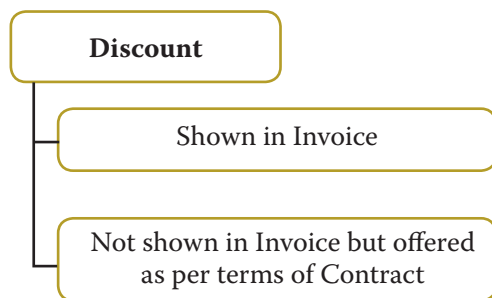 Discount
Shown in Invoice
Not shown in Invoice but offered
as per terms of Contract